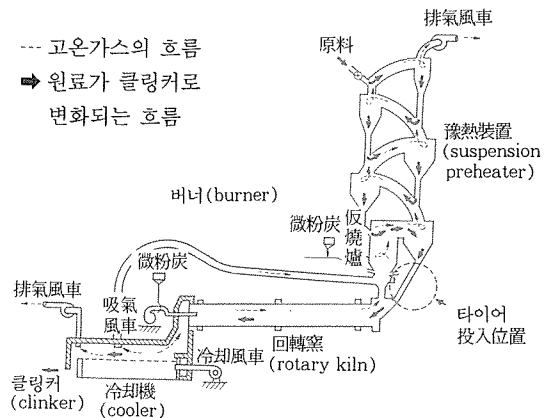 排氣風車
原料
고온가스의 흐름
원료가 클링커로
변화되는 흐름
豫熱裝置
(suspension
preheater)
버너(burner)
微粉炭
仮燒爐
微粉炭
排氣風車
吸氣
風車
타이어
投入位置
回轉窯
(rotary kiln)
冷却風車
클링커
(clinker)
冷却機
(cooler)